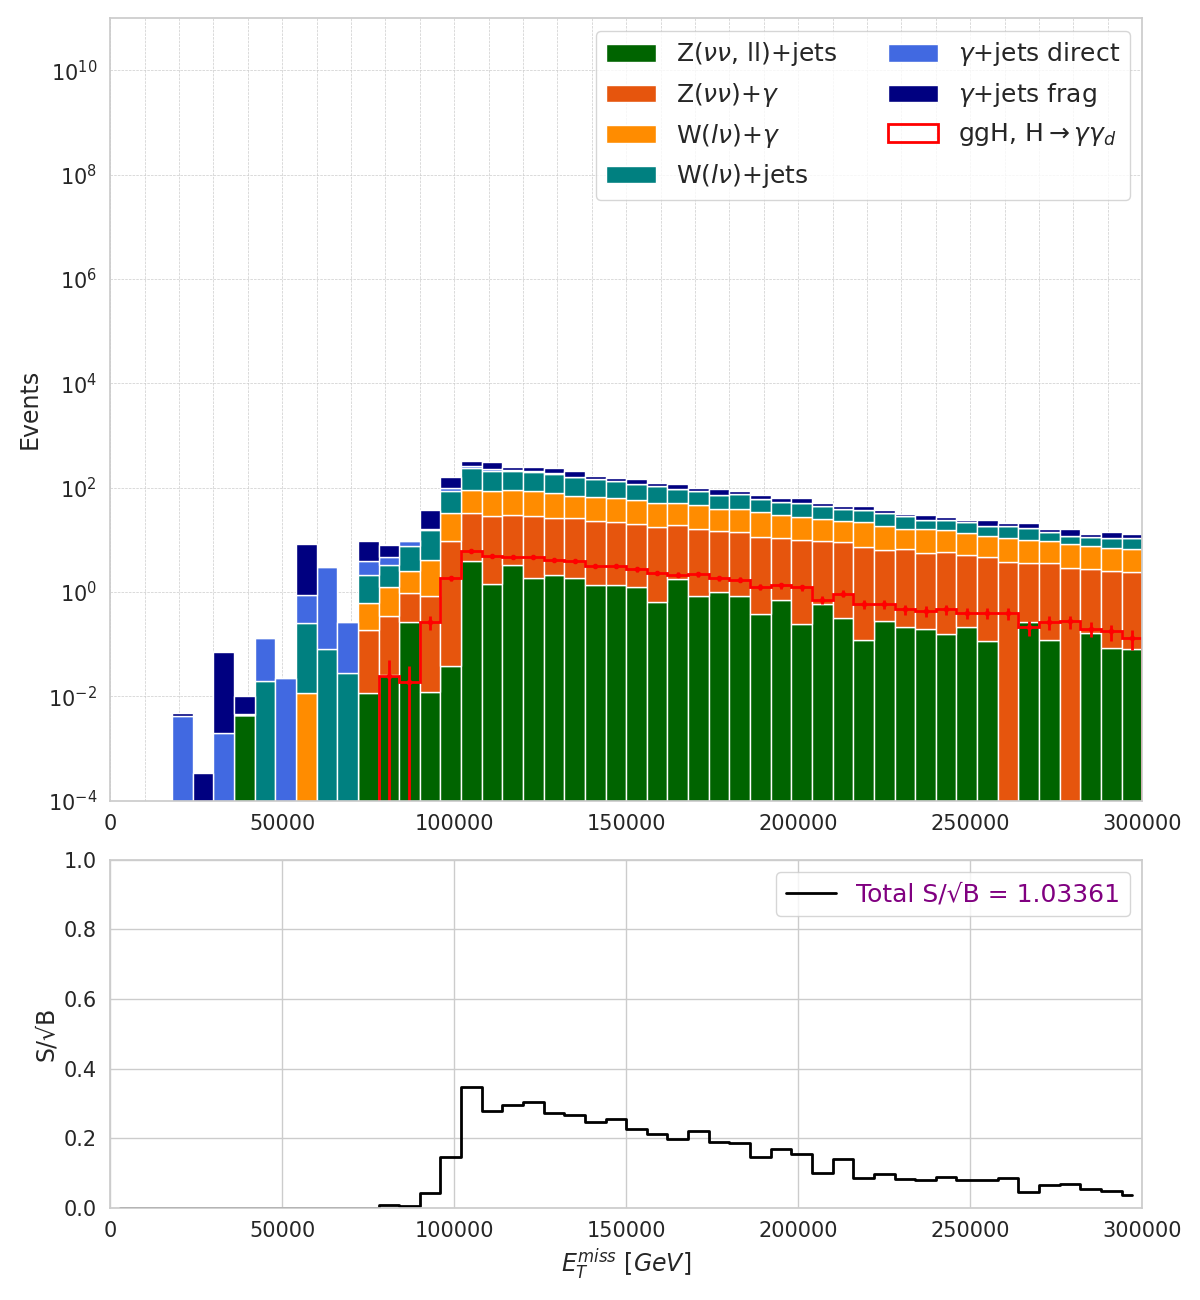 Z(νν, ll)+jets
Z(νν)+γ
W(lν)+γ
W(lν)+jets
γ+jets direct
γ+jets frag
ggH, H→γγ_d
Events
10^10
10^8
10^6
10^4
10^2
10^0
10^−2
10^−4
0 50000 100000 150000 200000 250000 300000
Total S/√B = 1.03361
S/√B
1.0
0.8
0.6
0.4
0.2
0.0
0 50000 100000 150000 200000 250000 300000
E_T^miss [GeV]